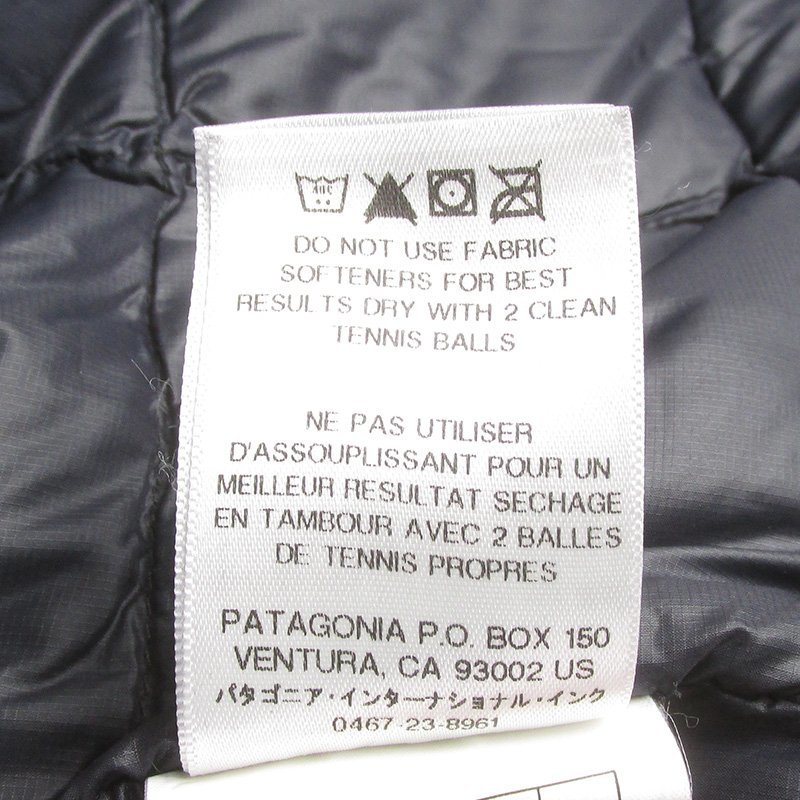 40C
DO NOT USE FABRIC
SOFTENERS FOR BEST
RESULTS DRY WITH 2 CLEAN
TENNIS BALLS
NE PAS UTILISER
D'ASSOUPLISSANT POUR UN
MEILLEUR RESULTAT SECHAGE
EN TAMBOUR AVEC 2 BALLES
DE TENNIS PROPRES
PATAGONIA P.O. BOX 150
VENTURA, CA 93002 US
パタゴニア・インターナショナル・インク
0467-23-8961